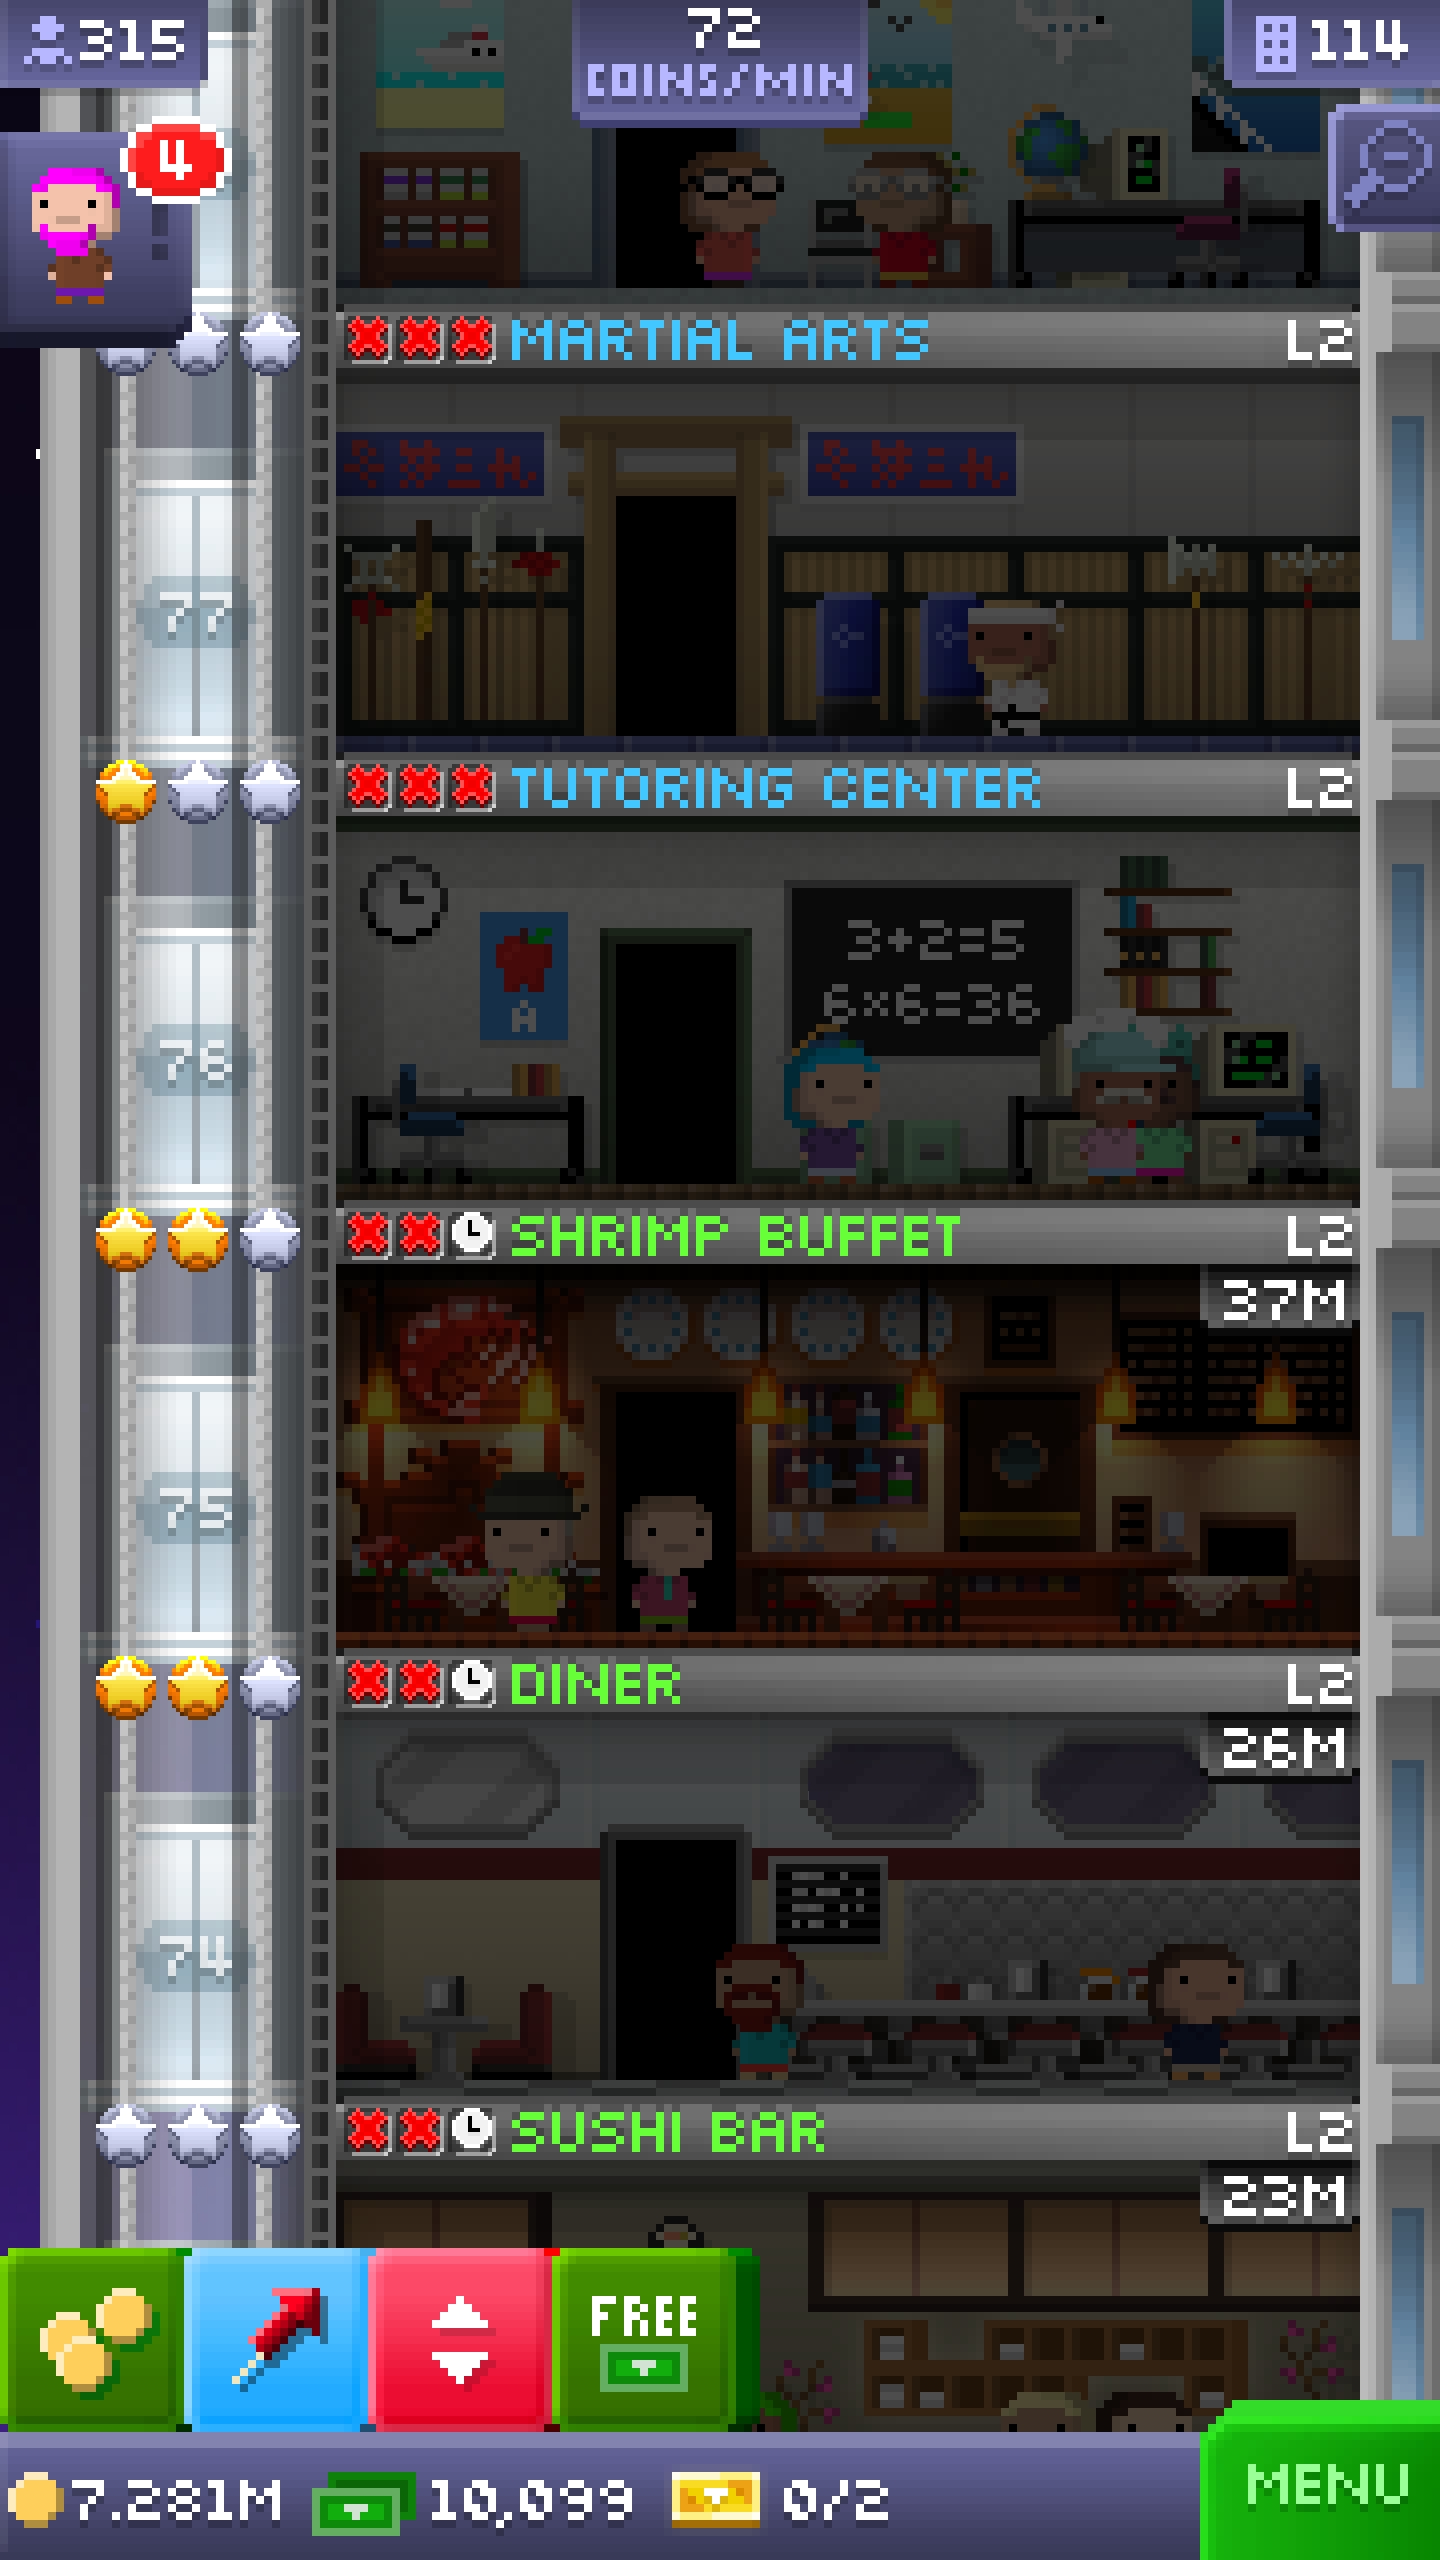 315
72
COINS/MIN
114
4
MARTIAL ARTS
L2
77
TUTORING CENTER
L2
3+2=5
6×6=36
A
76
SHRIMP BUFFET
L2
37M
75
DINER
L2
26M
74
SUSHI BAR
L2
23M
FREE
7.281M
10,099
0/2
MENU